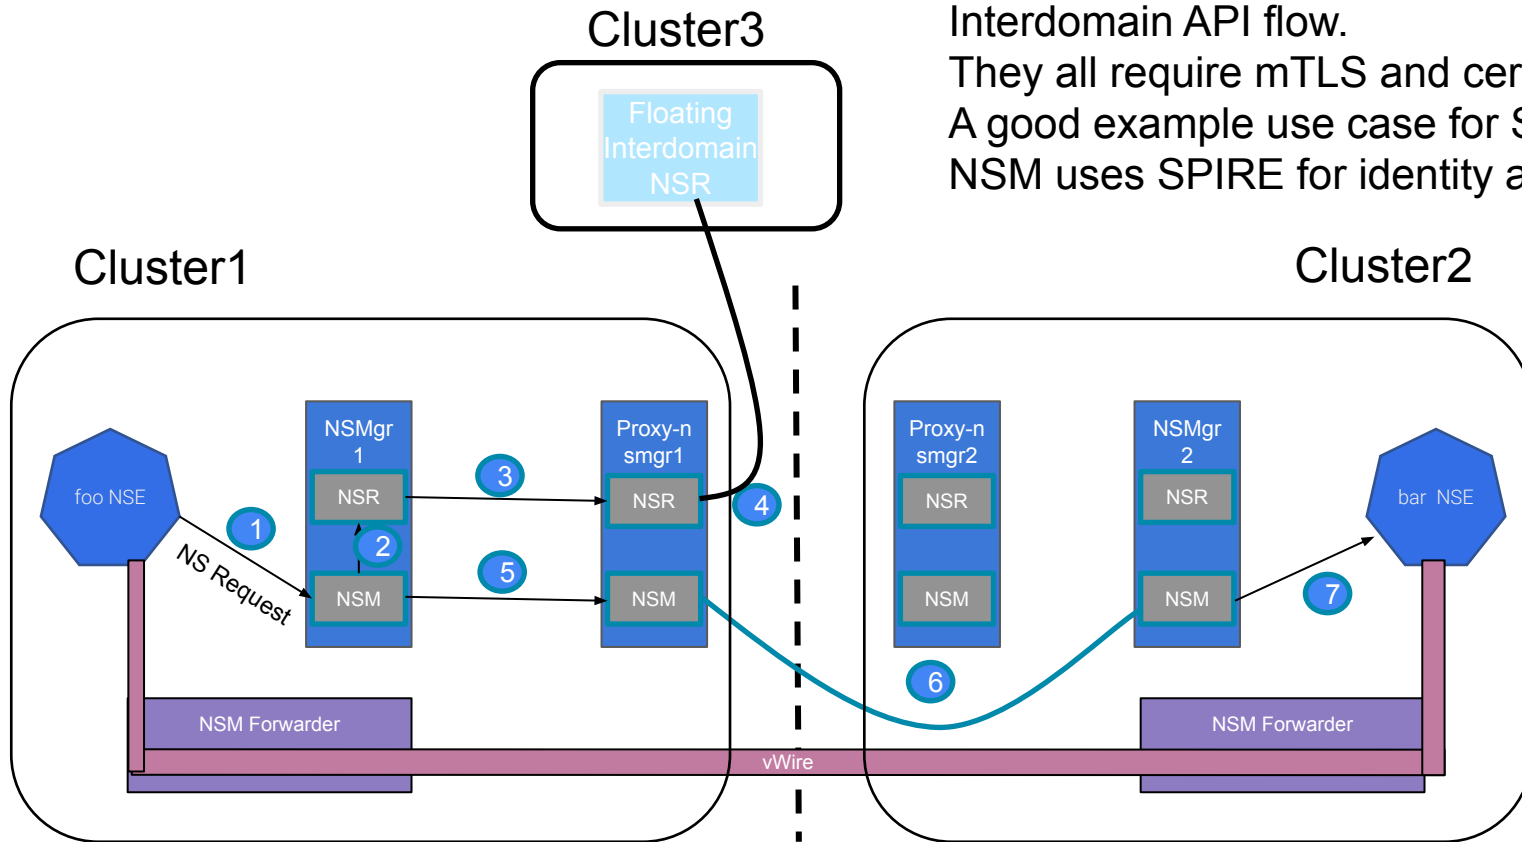 Cluster3
Interdomain API flow.
They all require mTLS and cer
A good example use case for S
NSM uses SPIRE for identity a
Floating
Interdomain
NSR
Cluster1
Cluster2
NSMgr
1
Proxy-n
smgr1
Proxy-n
smgr2
NSMgr
2
foo NSE
NSR
3
NSR
4
NSR
NSR
bar NSE
1
2
NS Request
NSM
5
NSM
NSM
NSM
7
6
NSM Forwarder
NSM Forwarder
vWire